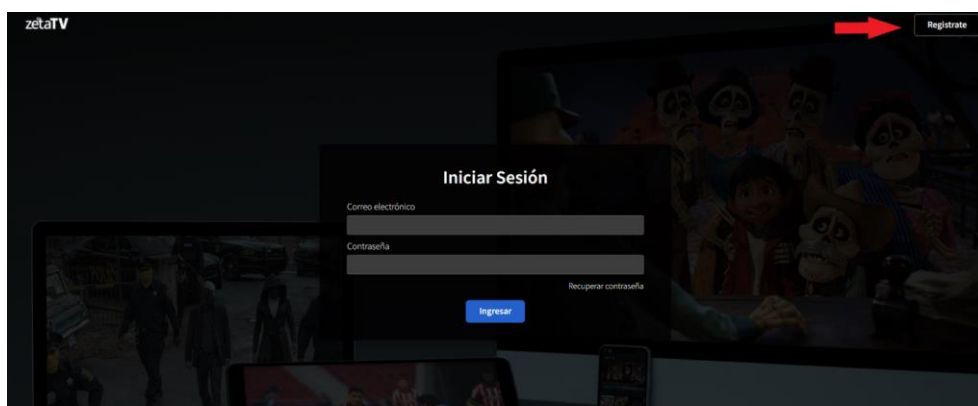 zetaTV
Registrate
Iniciar Sesión
Correo electrónico
Contraseña
Recuperar contraseña
Ingresar